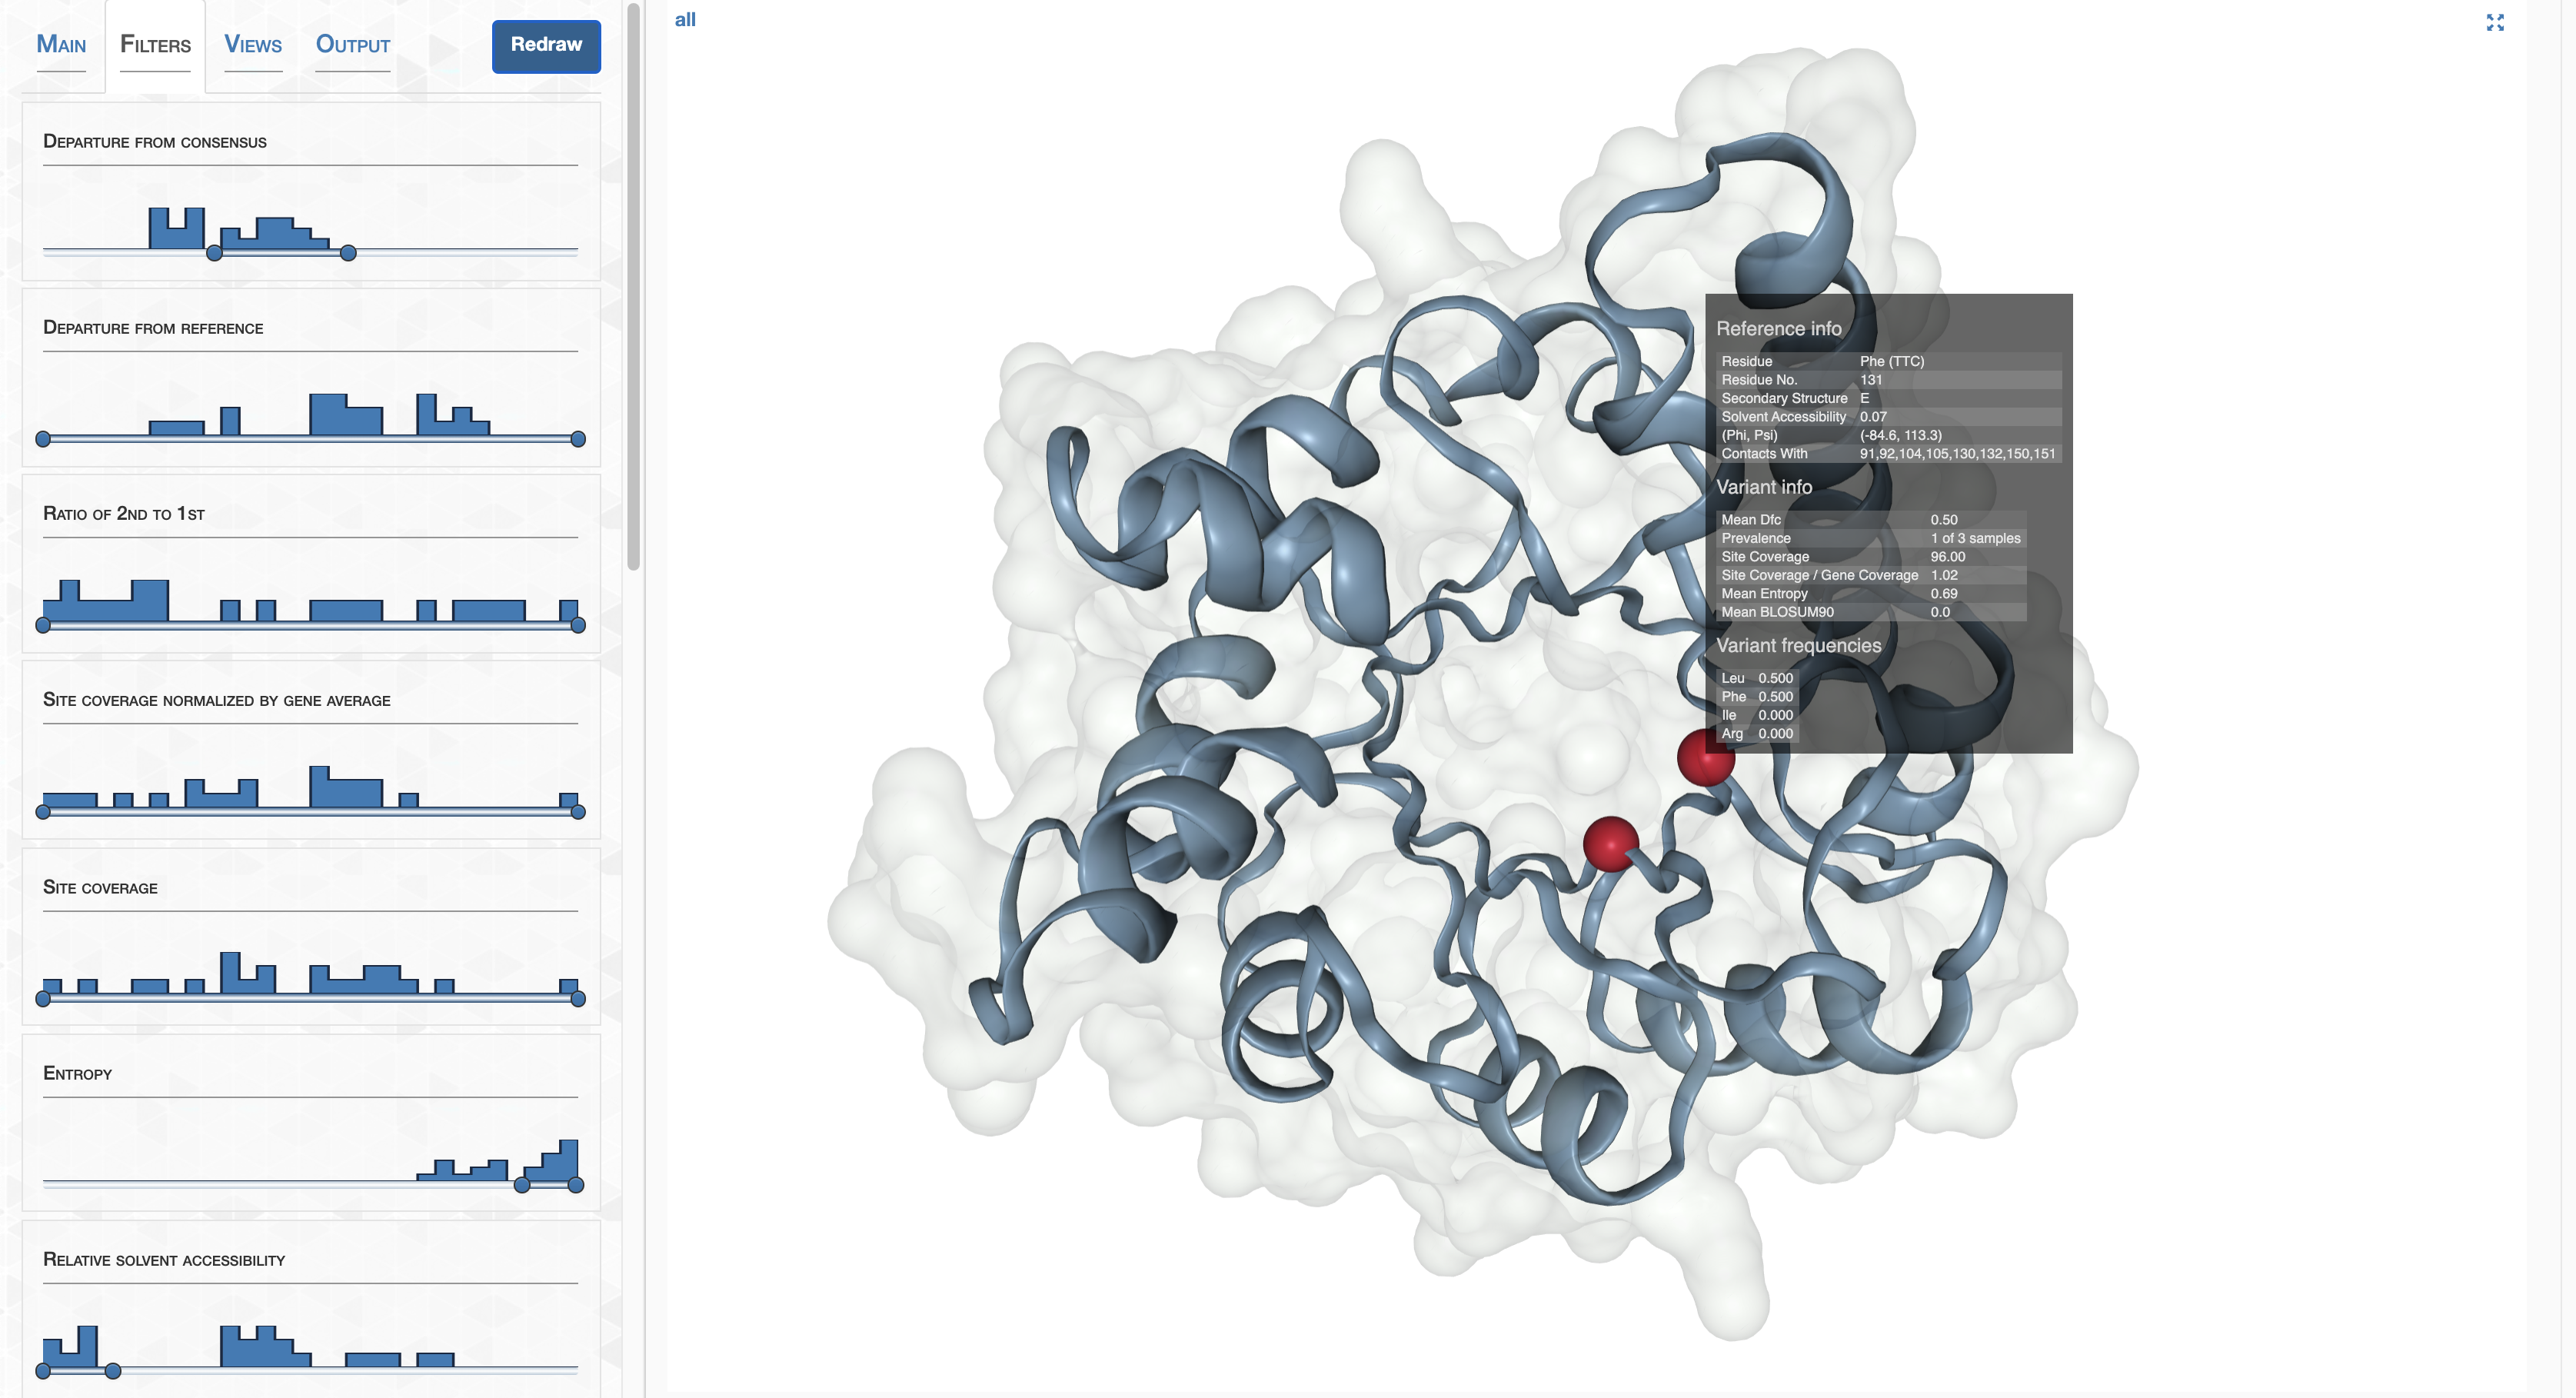 Main Filters Views Output Redraw
Departure from consensus
Departure from reference
Ratio of 2nd to 1st
Site coverage normalized by gene average
Site coverage
Entropy
Relative solvent accessibility
all
Reference info
Residue Phe (TTC)
Residue No. 131
Secondary Structure E
Solvent Accessibility 0.07
(Phi, Psi) (-84.6, 113.3)
Contacts With 91,92,104,105,130,132,150,151
Variant info
Mean Dfc 0.50
Prevalence 1 of 3 samples
Site Coverage 96.00
Site Coverage / Gene Coverage 1.02
Mean Entropy 0.69
Mean BLOSUM90 0.0
Variant frequencies
Leu 0.500
Phe 0.500
Ile 0.000
Arg 0.000